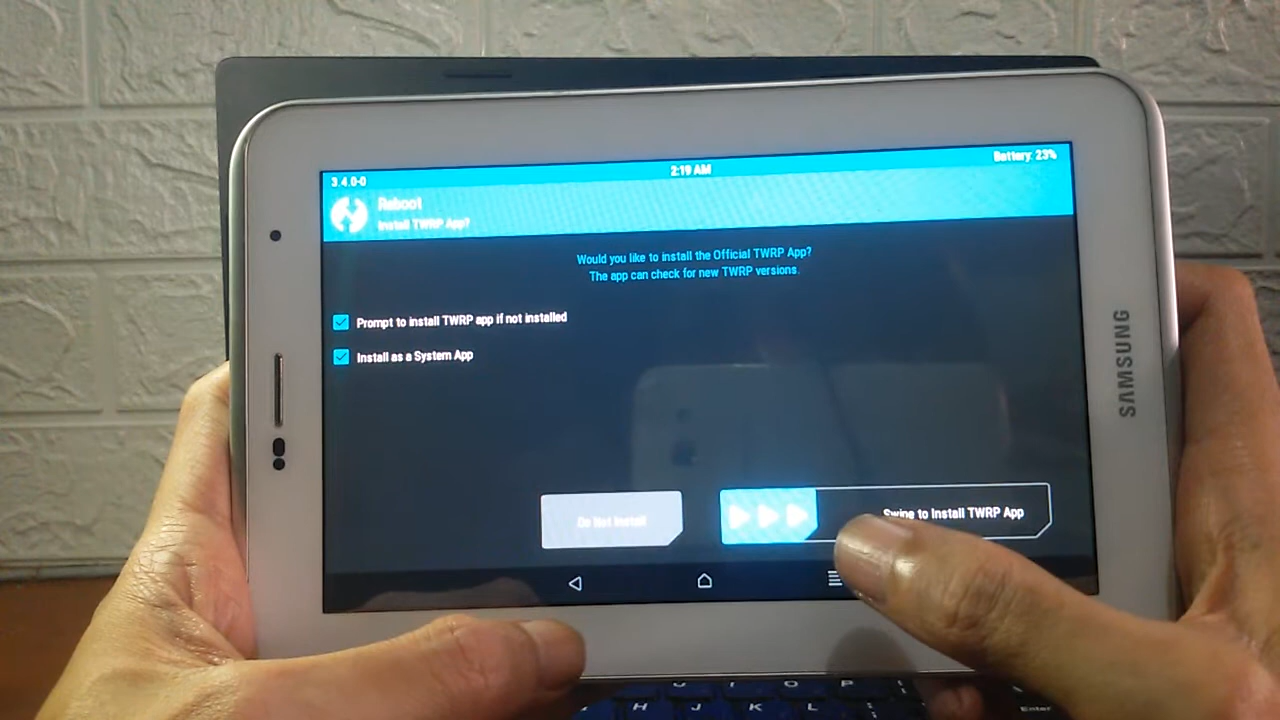 3.4.0-0
2:19 AM
Battery: 23%
Reboot
Install TWRP App?
Would you like to install the Official TWRP App?
The app can check for new TWRP versions.
Prompt to install TWRP app if not installed
Install as a System App
Do Not Install
Swipe to Install TWRP App
SAMSUNG
O P
H J K L
Enter